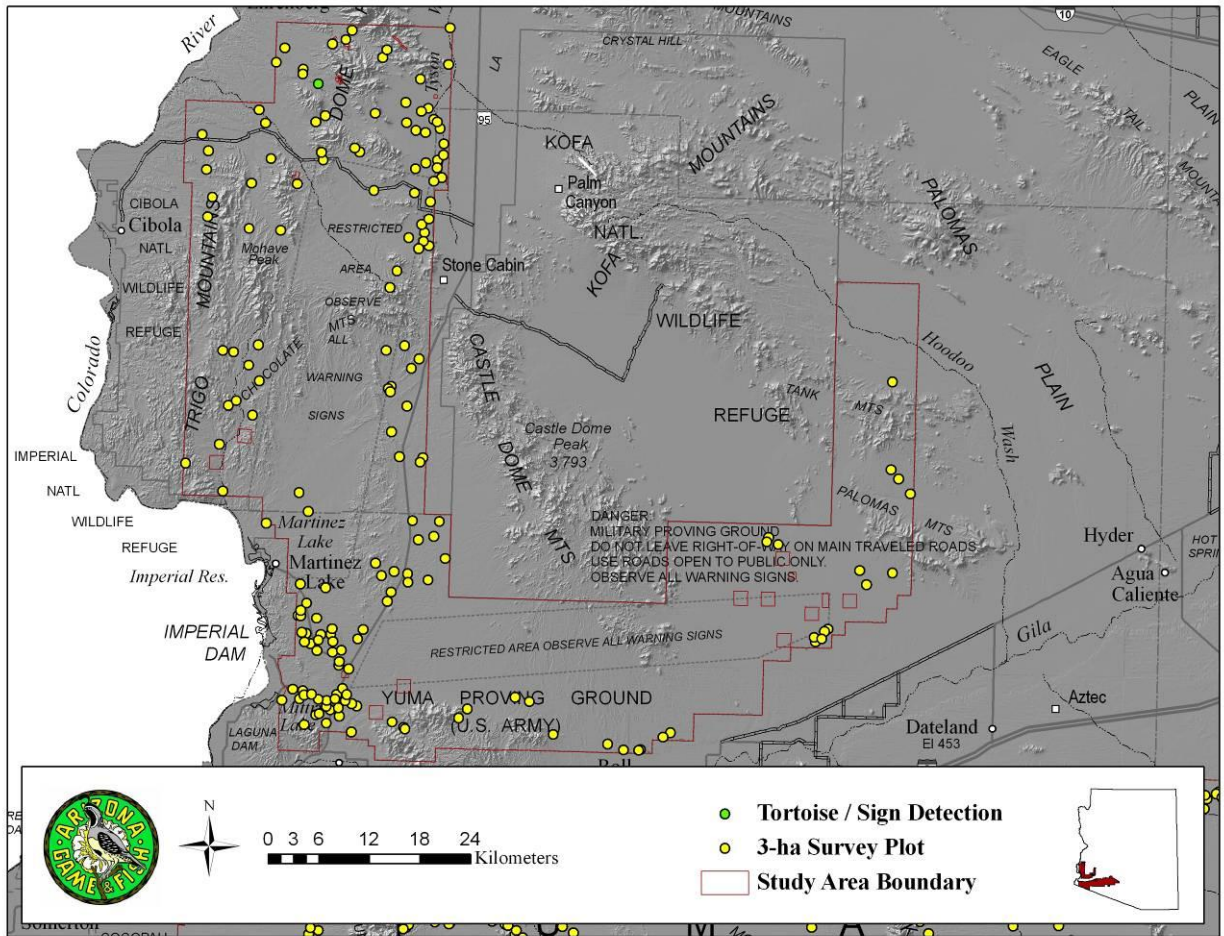 River
10
CRYSTAL HILL
MOUNTAINS
EAGLE
TAIL
PLAIN
LA
DOME
Tyson
95
KOFA
MOUNTAINS
Palm
Canyon
NATL.
KOFA
PALOMAS
CIBOLA
Cibola
NATL
WILDLIFE
REFUGE
MOUNTAINS
TRIGO
Mohave
Peak
RESTRICTED
AREA
OBSERVE
MTS
ALL
WARNING
SIGNS
CHOCOLATE
Stone Cabin
WILDLIFE
REFUGE
Hoodoo
Wash
PLAIN
Colorado
CASTLE
DOME
MTS
Castle Dome
Peak
3 793
TANK
MTS
PALOMAS
MTS
IMPERIAL
NATL
WILDLIFE
REFUGE
Imperial Res.
Martinez
Lake
Martinez
Lake
DANGER
MILITARY PROVING GROUND
DO NOT LEAVE RIGHT-OF-WAY ON MAIN TRAVELED ROADS
USE ROADS OPEN TO PUBLIC ONLY.
OBSERVE ALL WARNING SIGNS
Hyder
Agua
Caliente
HOT
Gila
IMPERIAL
DAM
RESTRICTED AREA OBSERVE ALL WARNING SIGNS
YUMA PROVING GROUND
(U.S. ARMY)
Lake
LAGUNA
DAM
Aztec
Dateland
El 453
ARIZONA
GAME & FISH
N
0 3 6 12 18 24
Kilometers
Tortoise / Sign Detection
3-ha Survey Plot
Study Area Boundary